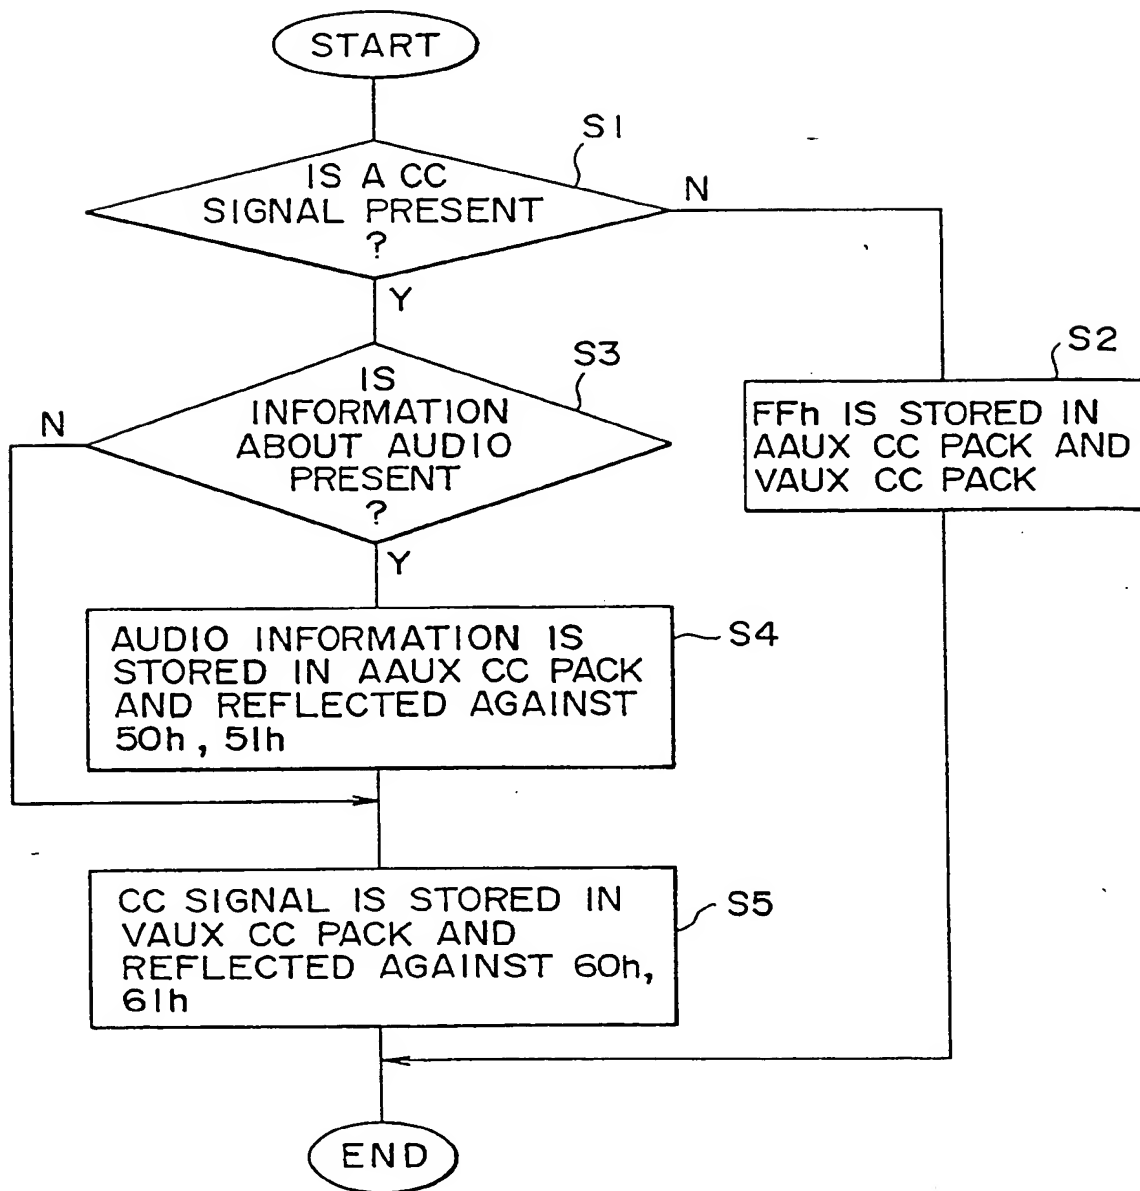 START
S1
IS A CC
SIGNAL PRESENT
?
N
Y
S3
IS
INFORMATION
ABOUT AUDIO
PRESENT
?
N
Y
S2
FFh IS STORED IN
AAUX CC PACK AND
VAUX CC PACK
AUDIO INFORMATION IS
STORED IN AAUX CC PACK
AND REFLECTED AGAINST
50h, 51h
S4
CC SIGNAL IS STORED IN
VAUX CC PACK AND
REFLECTED AGAINST 60h,
61h
S5
END